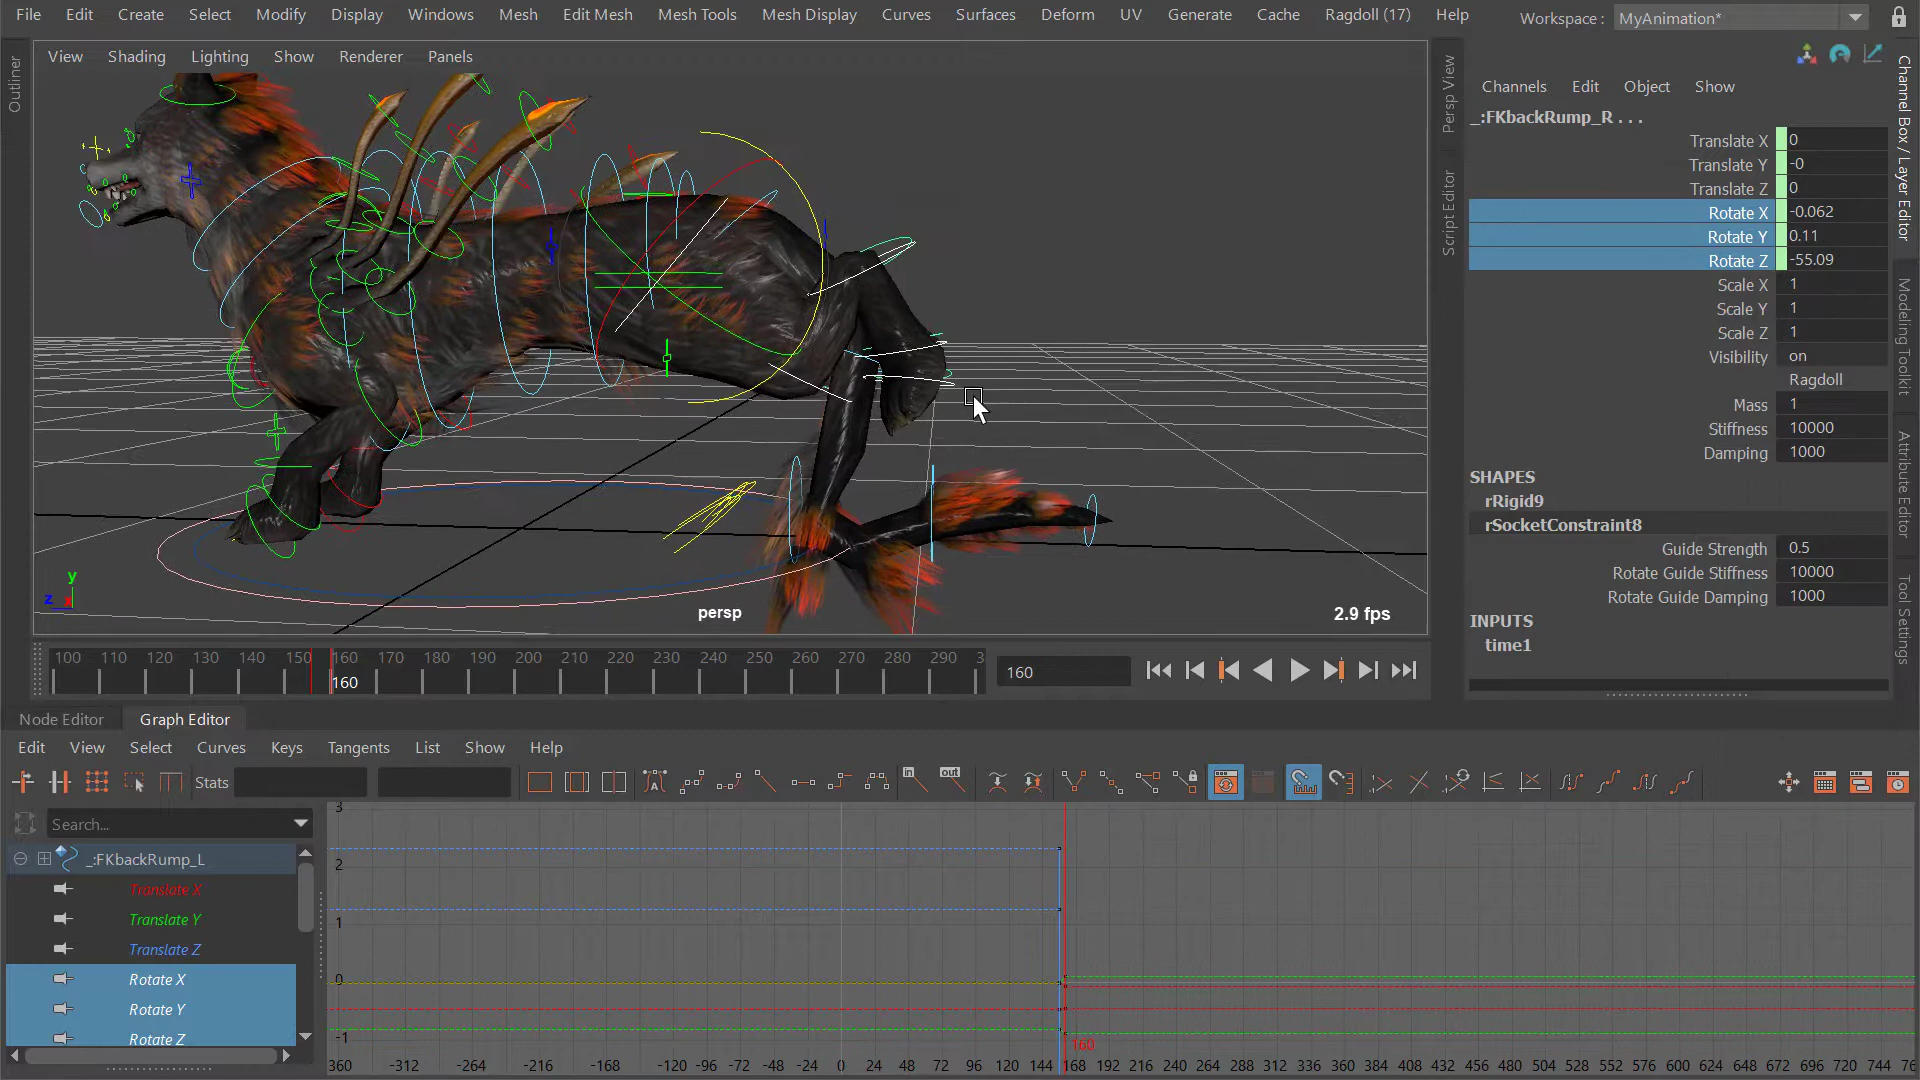 File Edit Create Select Modify Display Windows Mesh Edit Mesh Mesh Tools Mesh Display Curves Surfaces Deform UV Generate Cache Ragdoll (17) Help Workspace : MyAnimation*
View Shading Lighting Show Renderer Panels
Outliner
Persp View
Script Editor
Channels Edit Object Show
_:FKbackRump_R . . .
Translate X 0
Translate Y -0
Translate Z 0
Rotate X -0.062
Rotate Y 0.11
Rotate Z -55.09
Scale X 1
Scale Y 1
Scale Z 1
Visibility on
Ragdoll
Mass 1
Stiffness 10000
Damping 1000
SHAPES
rRigid9
rSocketConstraint8
Guide Strength 0.5
Rotate Guide Stiffness 10000
Rotate Guide Damping 1000
INPUTS
time1
Channel Box / Layer Editor
Modeling Toolkit
Attribute Editor
Tool Settings
y
z x
persp
2.9 fps
100 110 120 130 140 150 160 170 180 190 200 210 220 230 240 250 260 270 280 290 3
160
160
Node Editor Graph Editor
Edit View Select Curves Keys Tangents List Show Help
Stats
in
out
Search...
_:FKbackRump_L
Translate X
Translate Y
Translate Z
Rotate X
Rotate Y
Rotate Z
3
2
1
0
-1
160
360 -312 -264 -216 -168 -120 -96 -72 -48 -24 0 24 48 72 96 120 144 168 192 216 240 264 288 312 336 360 384 408 432 456 480 504 528 552 576 600 624 648 672 696 720 744 76